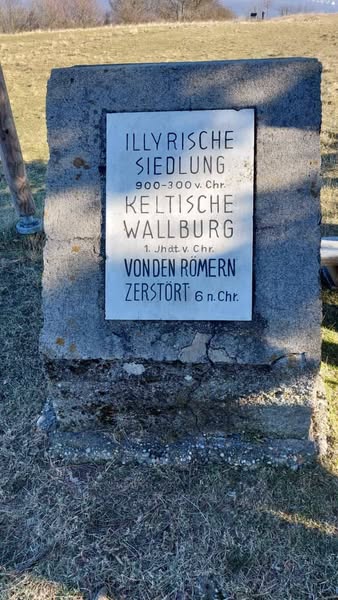 ILLYRISCHE
SIEDLUNG
900-300 v. Chr.
KELTISCHE
WALLBURG
1. Jhdt. v. Chr.
VON DEN RÖMERN
ZERSTÖRT 6 n. Chr.